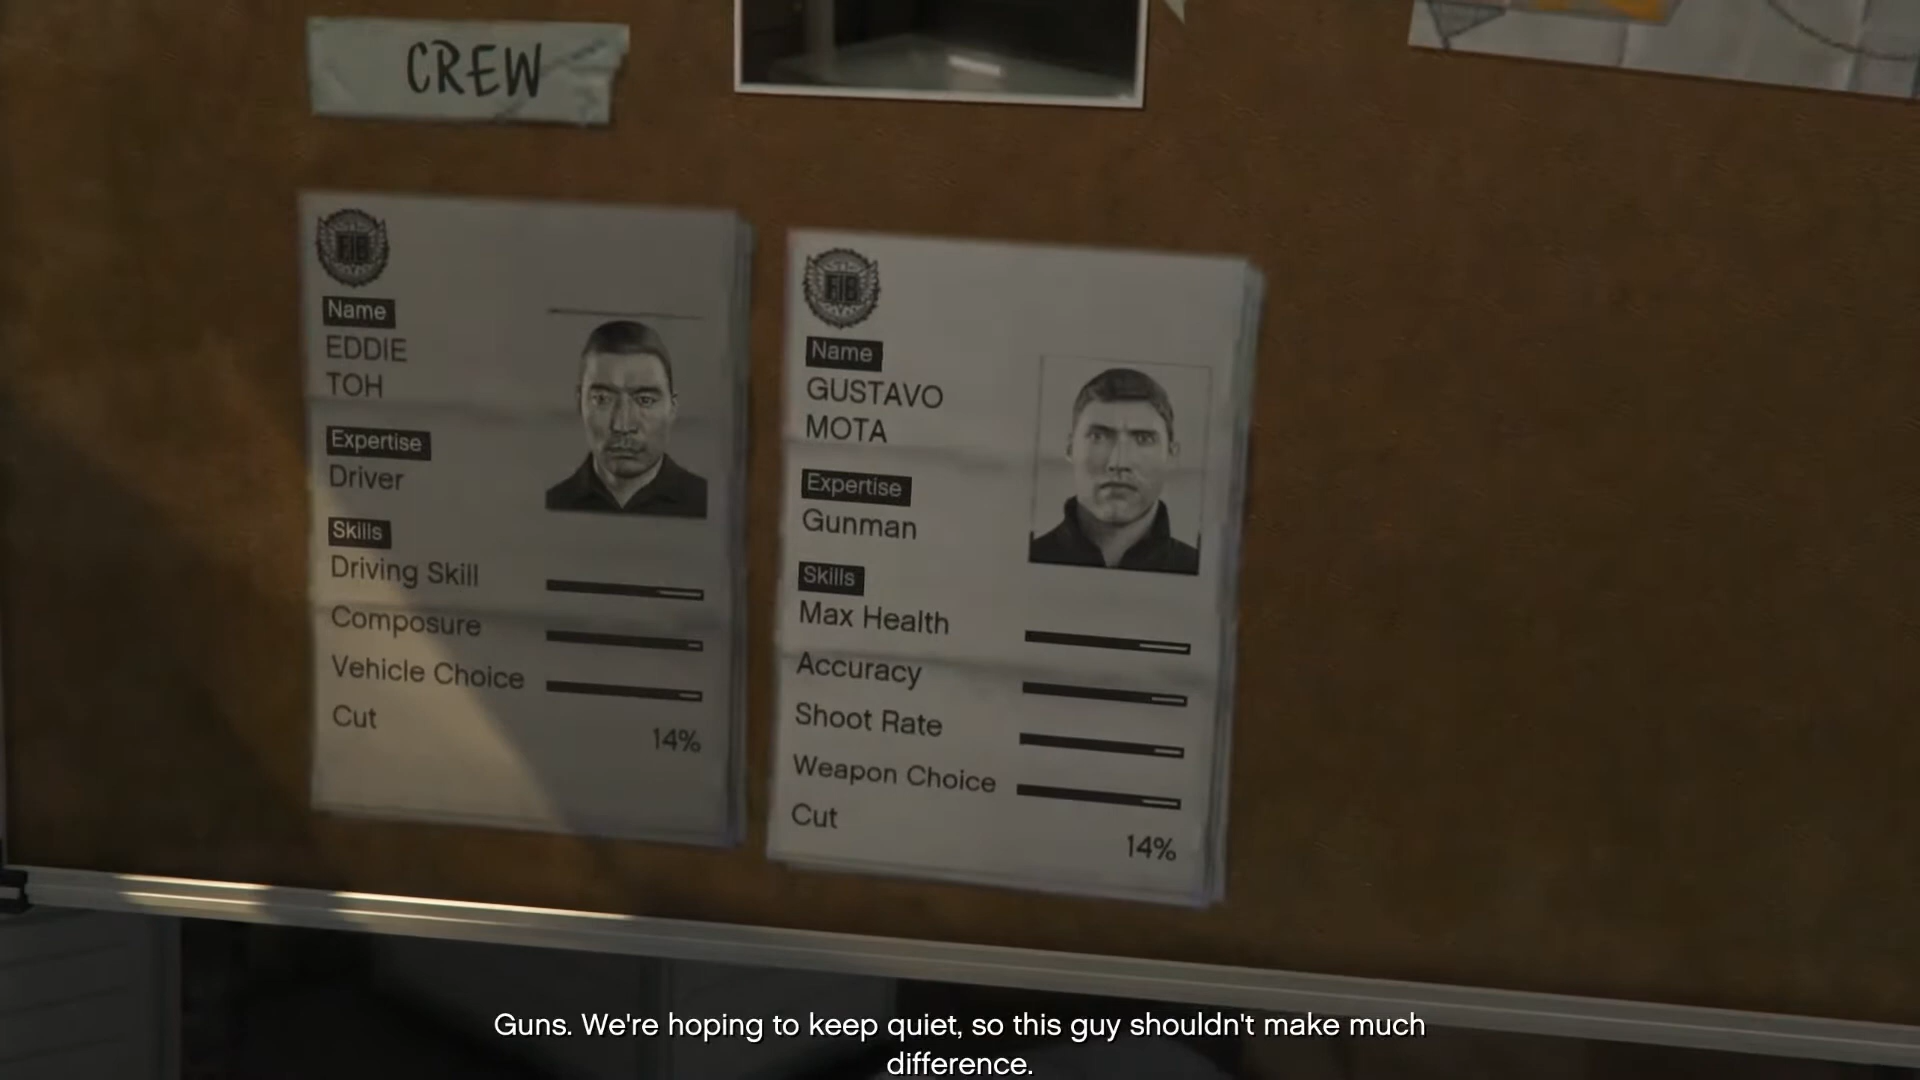 CREW
FIB
Name
EDDIE
TOH
Expertise
Driver
Skills
Driving Skill
Composure
Vehicle Choice
Cut
14%
FIB
Name
GUSTAVO
MOTA
Expertise
Gunman
Skills
Max Health
Accuracy
Shoot Rate
Weapon Choice
Cut
14%
Guns. We're hoping to keep quiet, so this guy shouldn't make much
difference.